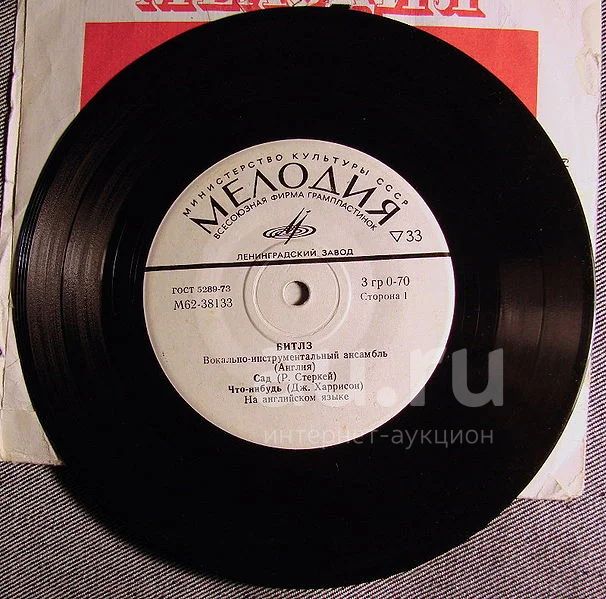 МЕЛОДИЯ
МИНИСТЕРСТВО КУЛЬТУРЫ СССР
МЕЛОДИЯ
ВСЕСОЮЗНАЯ ФИРМА ГРАМПЛАСТИНОК
▽33
ЛЕНИНГРАДСКИЙ ЗАВОД
ГОСТ 5289-73
3 гр 0-70
М62-38133
Сторона 1
БИТЛЗ
Вокально-инструментальный ансамбль
(Англия)
Сад (Р. Стеркей)
Что-нибудь (Дж. Харрисон)
На английском языке
au.ru
интернет-аукцион